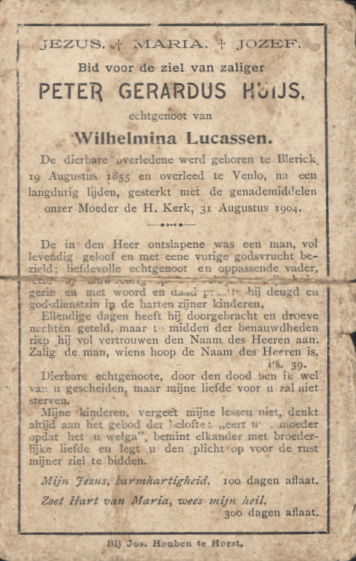 JEZUS. ☩ MARIA. ☩ JOZEF.
Bid voor de ziel van zaliger
PETER GERARDUS HUIJS,
echtgenoot van
Wilhelmina Lucassen.
De dierbare overledene werd geboren te Blerick,
19 Augustus 1855 en overleed te Venlo, na een
langdurig lijden, gesterkt met de genademiddelen
onzer Moeder de H. Kerk, 31 Augustus 1904.
De in den Heer ontslapene was een man, vol
levendig geloof en met eene vurige godsvrucht be-
zield; liefdevolle echtgenoot en oppassende vader,
gezin en met woord en daad hij deugd en
godsdienstzin in de harten zijner kinderen.
Ellendige dagen heeft hij doorgebracht en droeve
nachten geteld, maar te midden der benauwdheden
riep hij vol vertrouwen den Naam des Heeren aan.
Zalig de man, wiens hoop de Naam des Heeren is,
Ps. 39.
Dierbare echtgenoote, door den dood ben ik wel
van u gescheiden, maar mijne liefde voor u zal niet
sterven.
Mijne kinderen, vergeet mijne lessen niet, denkt
altijd aan het gebod der belofte: „eert u moeder
opdat het u welga”, bemint elkander met broeder-
lijke liefde en legt u den plicht op voor de rust
mijner ziel te bidden.
Mijn Jezus, barmhartigheid. 100 dagen aflaat.
Zoet Hart van Maria, wees mijn heil.
300 dagen aflaat.
Bij Jos. Houben te Horst.